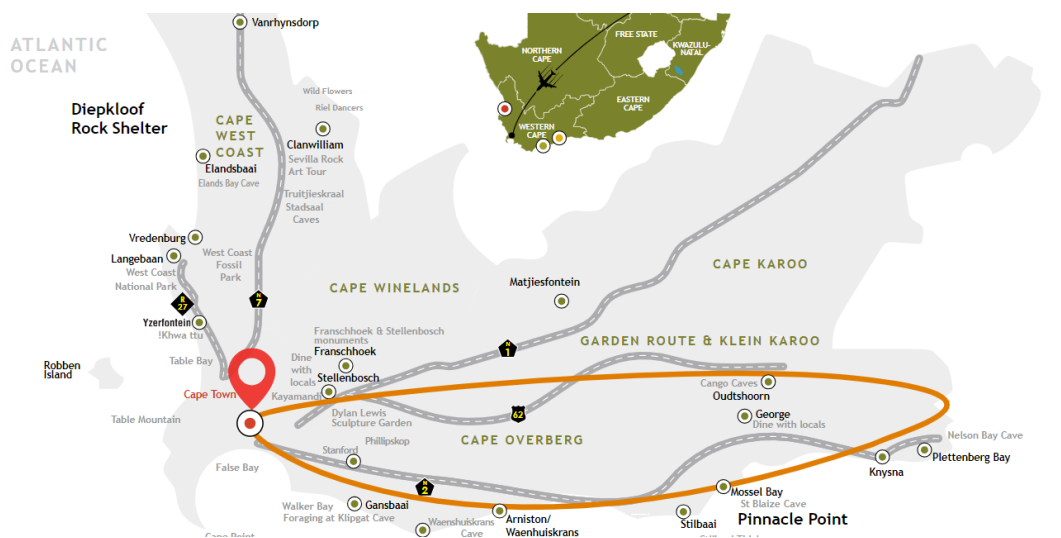 ATLANTIC
OCEAN
Vanrhynsdorp
Diepkloof
Rock Shelter
CAPE
WEST
COAST
Wild Flowers
Riel Dancers
Clanwilliam
Sevilla Rock
Art Tour
Elandsbaai
Elands Bay Cave
Truitjieskraal
Stadsaal
Caves
Vredenburg
Langebaan
West Coast
National Park
West Coast
Fossil
Park
R
27
N
7
Yzerfontein
!Khwa ttu
Table Bay
Robben
Island
Cape Town
Table Mountain
False Bay
Cape Point
NORTHERN
CAPE
FREE STATE
KWAZULU-
NATAL
EASTERN
CAPE
WESTERN
CAPE
CAPE WINELANDS
Matjiesfontein
CAPE KAROO
Franschhoek & Stellenbosch
monuments
Franschhoek
Dine
with
locals
Stellenbosch
Kayamandi
N
1
GARDEN ROUTE & KLEIN KAROO
Cango Caves
Oudtshoorn
62
Dylan Lewis
Sculpture Garden
George
Dine with locals
CAPE OVERBERG
Phillipskop
Stanford
Nelson Bay Cave
Plettenberg Bay
Knysna
N
2
Walker Bay
Gansbaai
Foraging at Klipgat Cave
Waenshuiskrans
Cave
Arniston/
Waenhuiskrans
Mossel Bay
St Blaize Cave
Stilbaai
Pinnacle Point